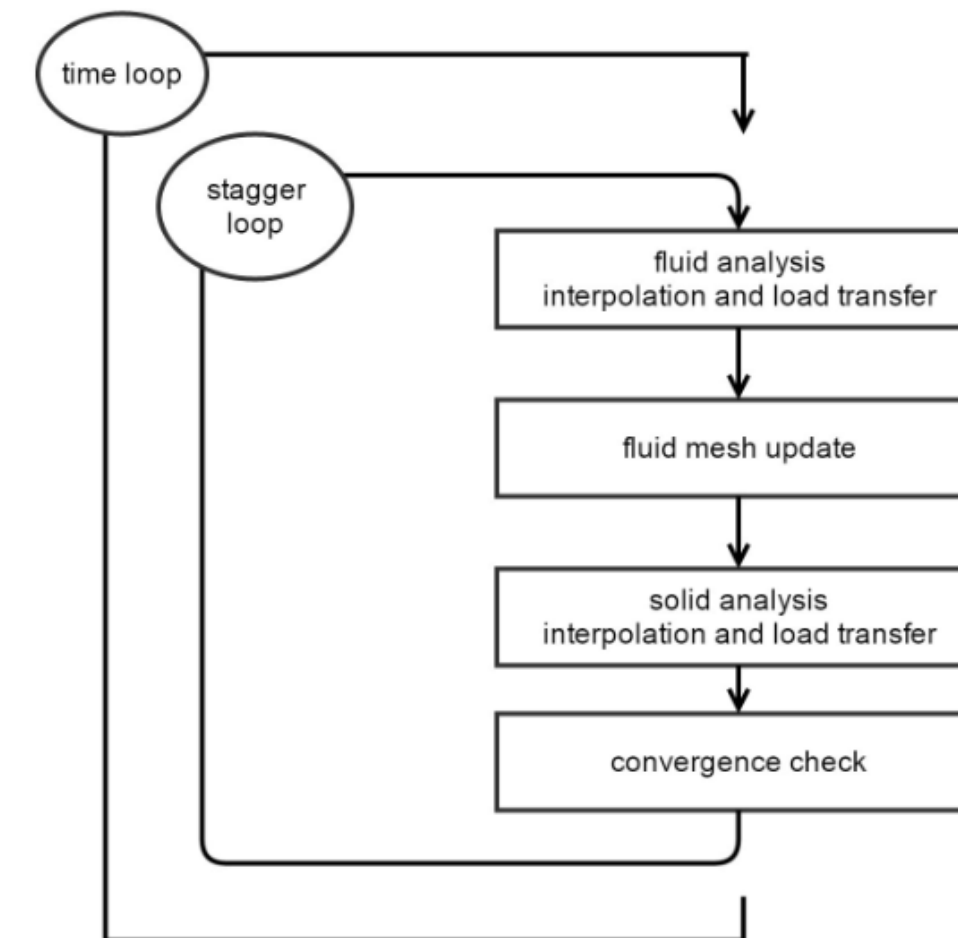 time loop
stagger
loop
fluid analysis
interpolation and load transfer
fluid mesh update
solid analysis
interpolation and load transfer
convergence check